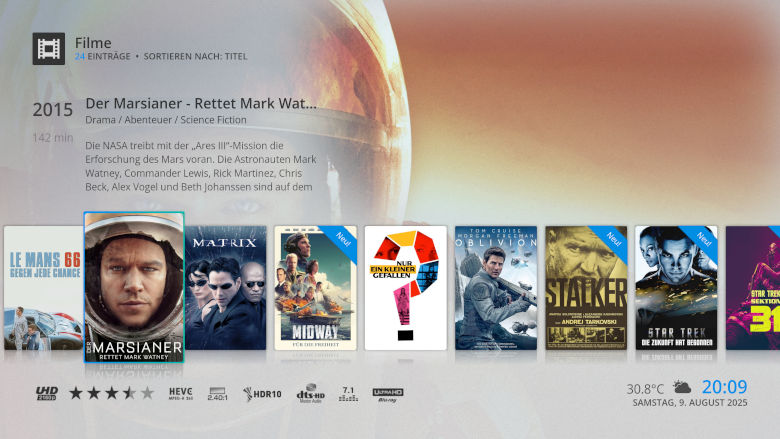 Filme
24 EINTRÄGE • SORTIEREN NACH: TITEL
2015
Der Marsianer - Rettet Mark Wat...
Drama / Abenteuer / Science Fiction
142 min
Die NASA treibt mit der „Ares III“-Mission die
Erforschung des Mars voran. Die Astronauten Mark
Watney, Commander Lewis, Rick Martinez, Chris
Beck, Alex Vogel und Beth Johanssen sind auf dem
LE MANS 66
GEGEN JEDE CHANCE
DER MARSIANER
RETTET MARK WATNEY
MATRIX
Neu!
MIDWAY
FÜR DIE FREIHEIT
NUR
EIN KLEINER
GEFALLEN
TOM CRUISE
MORGAN FREEMAN
OBLIVION
Neu!
STALKER
ANDREJ TARKOWSKI
Neu!
STAR TREK
DIE ZUKUNFT HAT BEGONNEN
STAR TREK
SEKTION
31
UHD
2160p
HEVC
MPEG-H 265
2.40:1
HDR10
dts-HD
Master Audio
7.1
ULTRA HD
Blu-ray
30.8°C
20:09
SAMSTAG, 9. AUGUST 2025